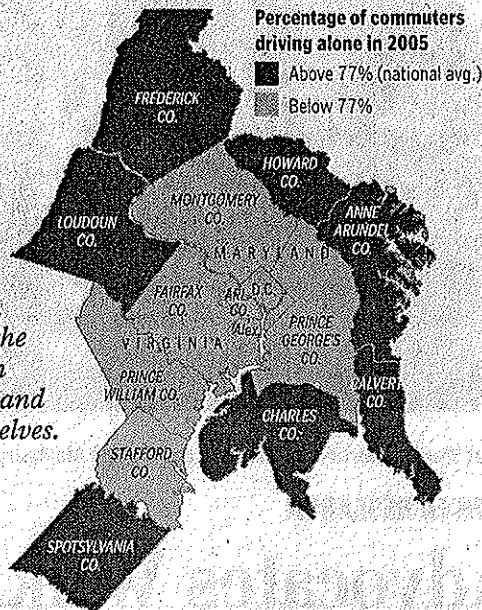 Percentage of commuters
driving alone in 2005
Above 77% (national avg.)
Below 77%
FREDERICK
CO.
HOWARD
CO.
LOUDOUN
CO.
MONTGOMERY
CO.
ANNE
ARUNDEL
CO.
MARYLAND
FAIRFAX
CO.
ARL.
CO.
D.C.
Alex.
VIRGINIA
PRINCE
GEORGE'S
CO.
the
PRINCE
WILLIAM CO.
and
elves.
CALVERT
CO.
CHARLES
CO.
STAFFORD
CO.
SPOTSYLVANIA
CO.